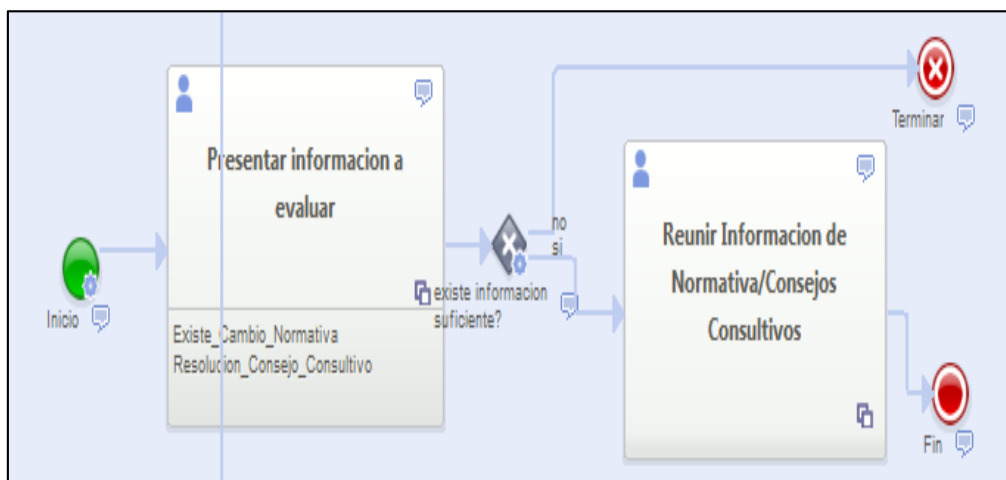 Terminar
Presentar informacion a
evaluar
no
si
Reunir Informacion de
Normativa/Consejos
Consultivos
existe informacion
suficiente?
Inicio
Existe_Cambio_Normativa
Resolucion_Consejo_Consultivo
Fin